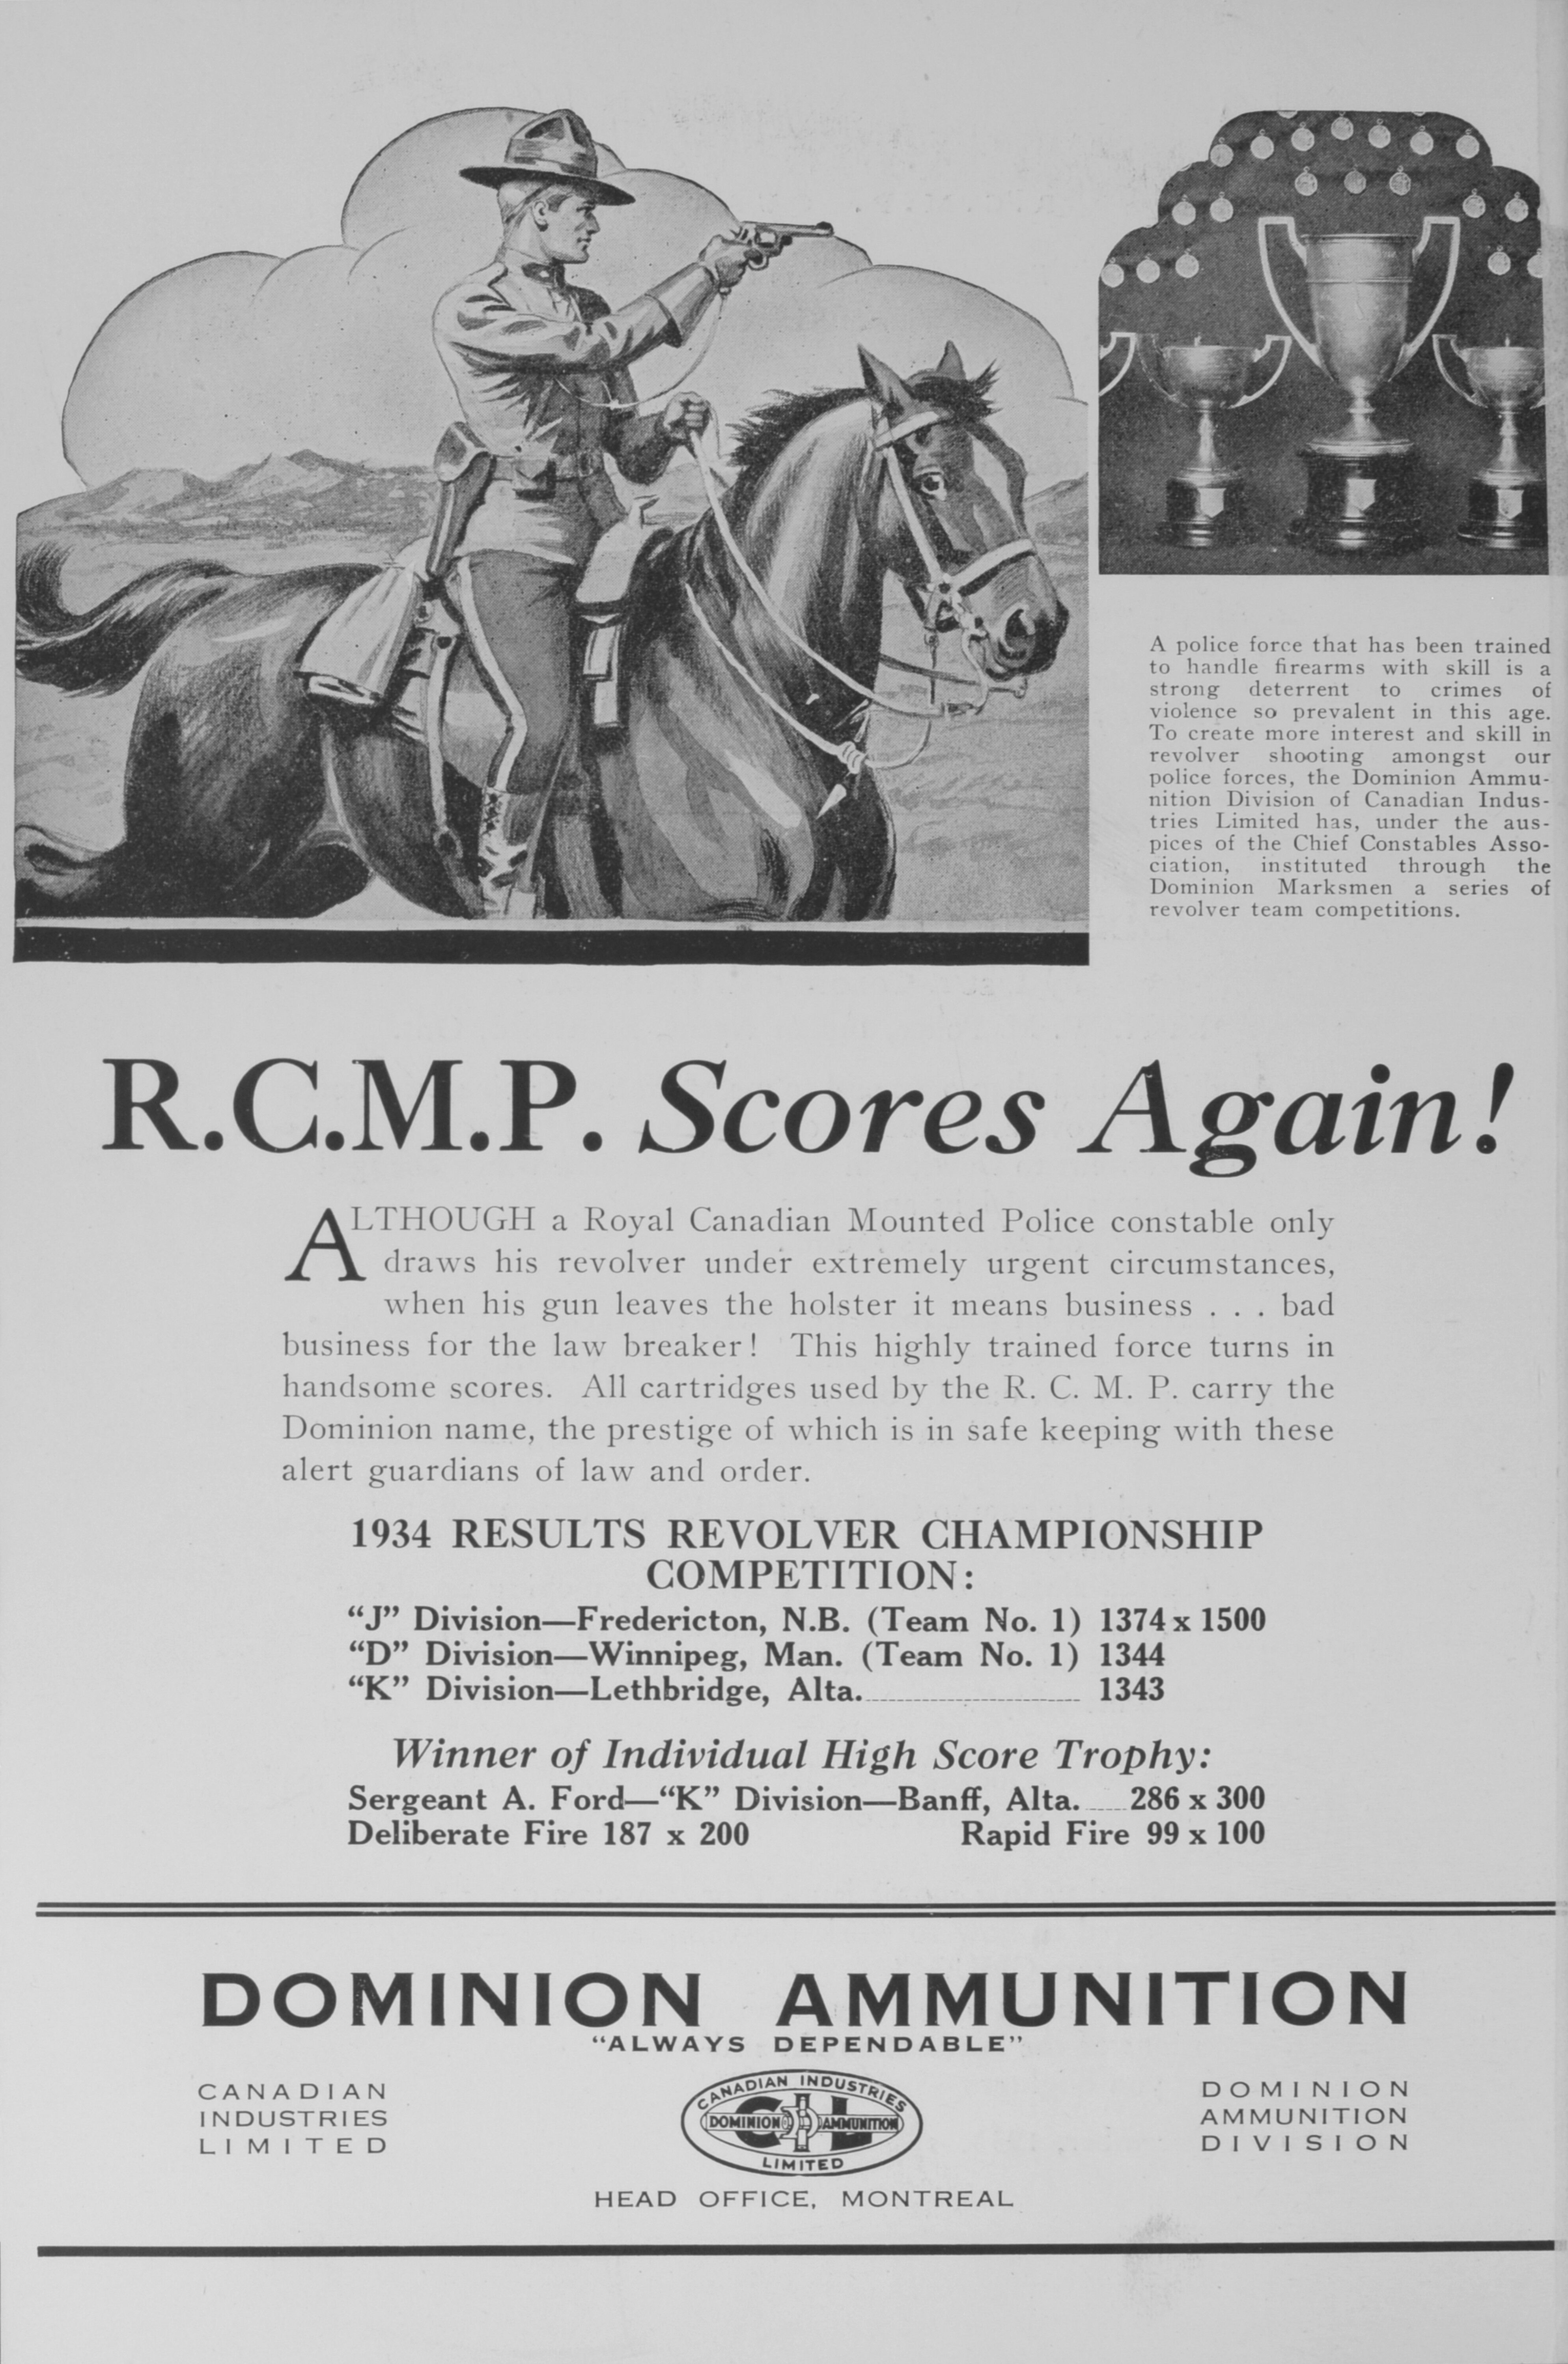 A police force that has been trained
to handle firearms with skill is a
strong deterrent to crimes of
violence so prevalent in this age.
To create more interest and skill in
revolver shooting amongst our
police forces, the Dominion Ammu-
nition Division of Canadian Indus-
tries Limited has, under the aus-
pices of the Chief Constables Asso-
ciation, instituted through the
Dominion Marksmen a series of
revolver team competitions.
R.C.M.P. Scores Again!
ALTHOUGH a Royal Canadian Mounted Police constable only
draws his revolver under extremely urgent circumstances,
when his gun leaves the holster it means business . . . bad
business for the law breaker! This highly trained force turns in
handsome scores. All cartridges used by the R. C. M. P. carry the
Dominion name, the prestige of which is in safe keeping with these
alert guardians of law and order.
1934 RESULTS REVOLVER CHAMPIONSHIP
COMPETITION:
"J" Division—Fredericton, N.B. (Team No. 1) 1374 x 1500
"D" Division—Winnipeg, Man. (Team No. 1) 1344
"K" Division—Lethbridge, Alta. 1343
Winner of Individual High Score Trophy:
Sergeant A. Ford—"K" Division—Banff, Alta. 286 x 300
Deliberate Fire 187 x 200 Rapid Fire 99 x 100
DOMINION AMMUNITION
"ALWAYS DEPENDABLE"
CANADIAN
INDUSTRIES
LIMITED
CANADIAN INDUSTRIES
CIL
DOMINION AMMUNITION
LIMITED
DOMINION
AMMUNITION
DIVISION
HEAD OFFICE, MONTREAL